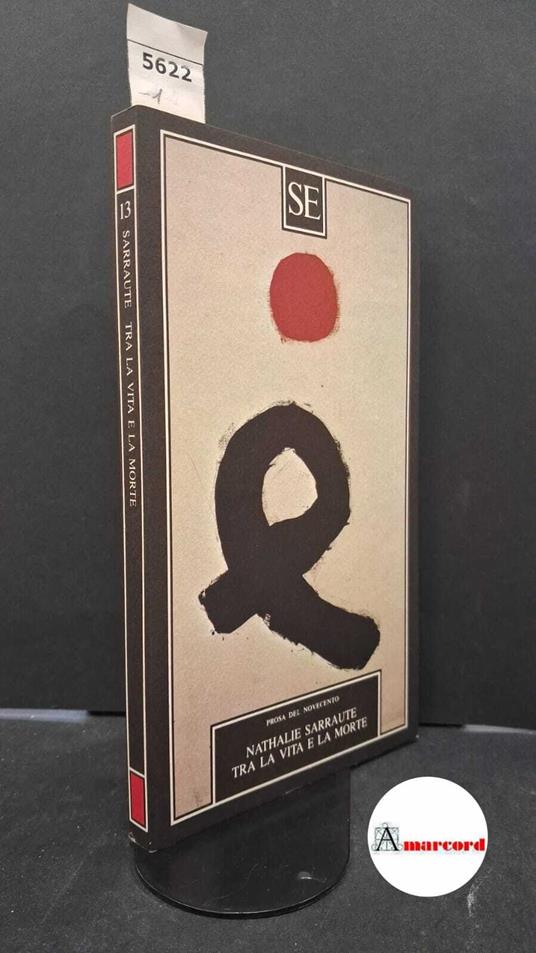 5622
-1
SE
13 SARRAUTE TRA LA VITA E LA MORTE
PROSA DEL NOVECENTO
NATHALIE SARRAUTE
TRA LA VITA E LA MORTE
Amarcord